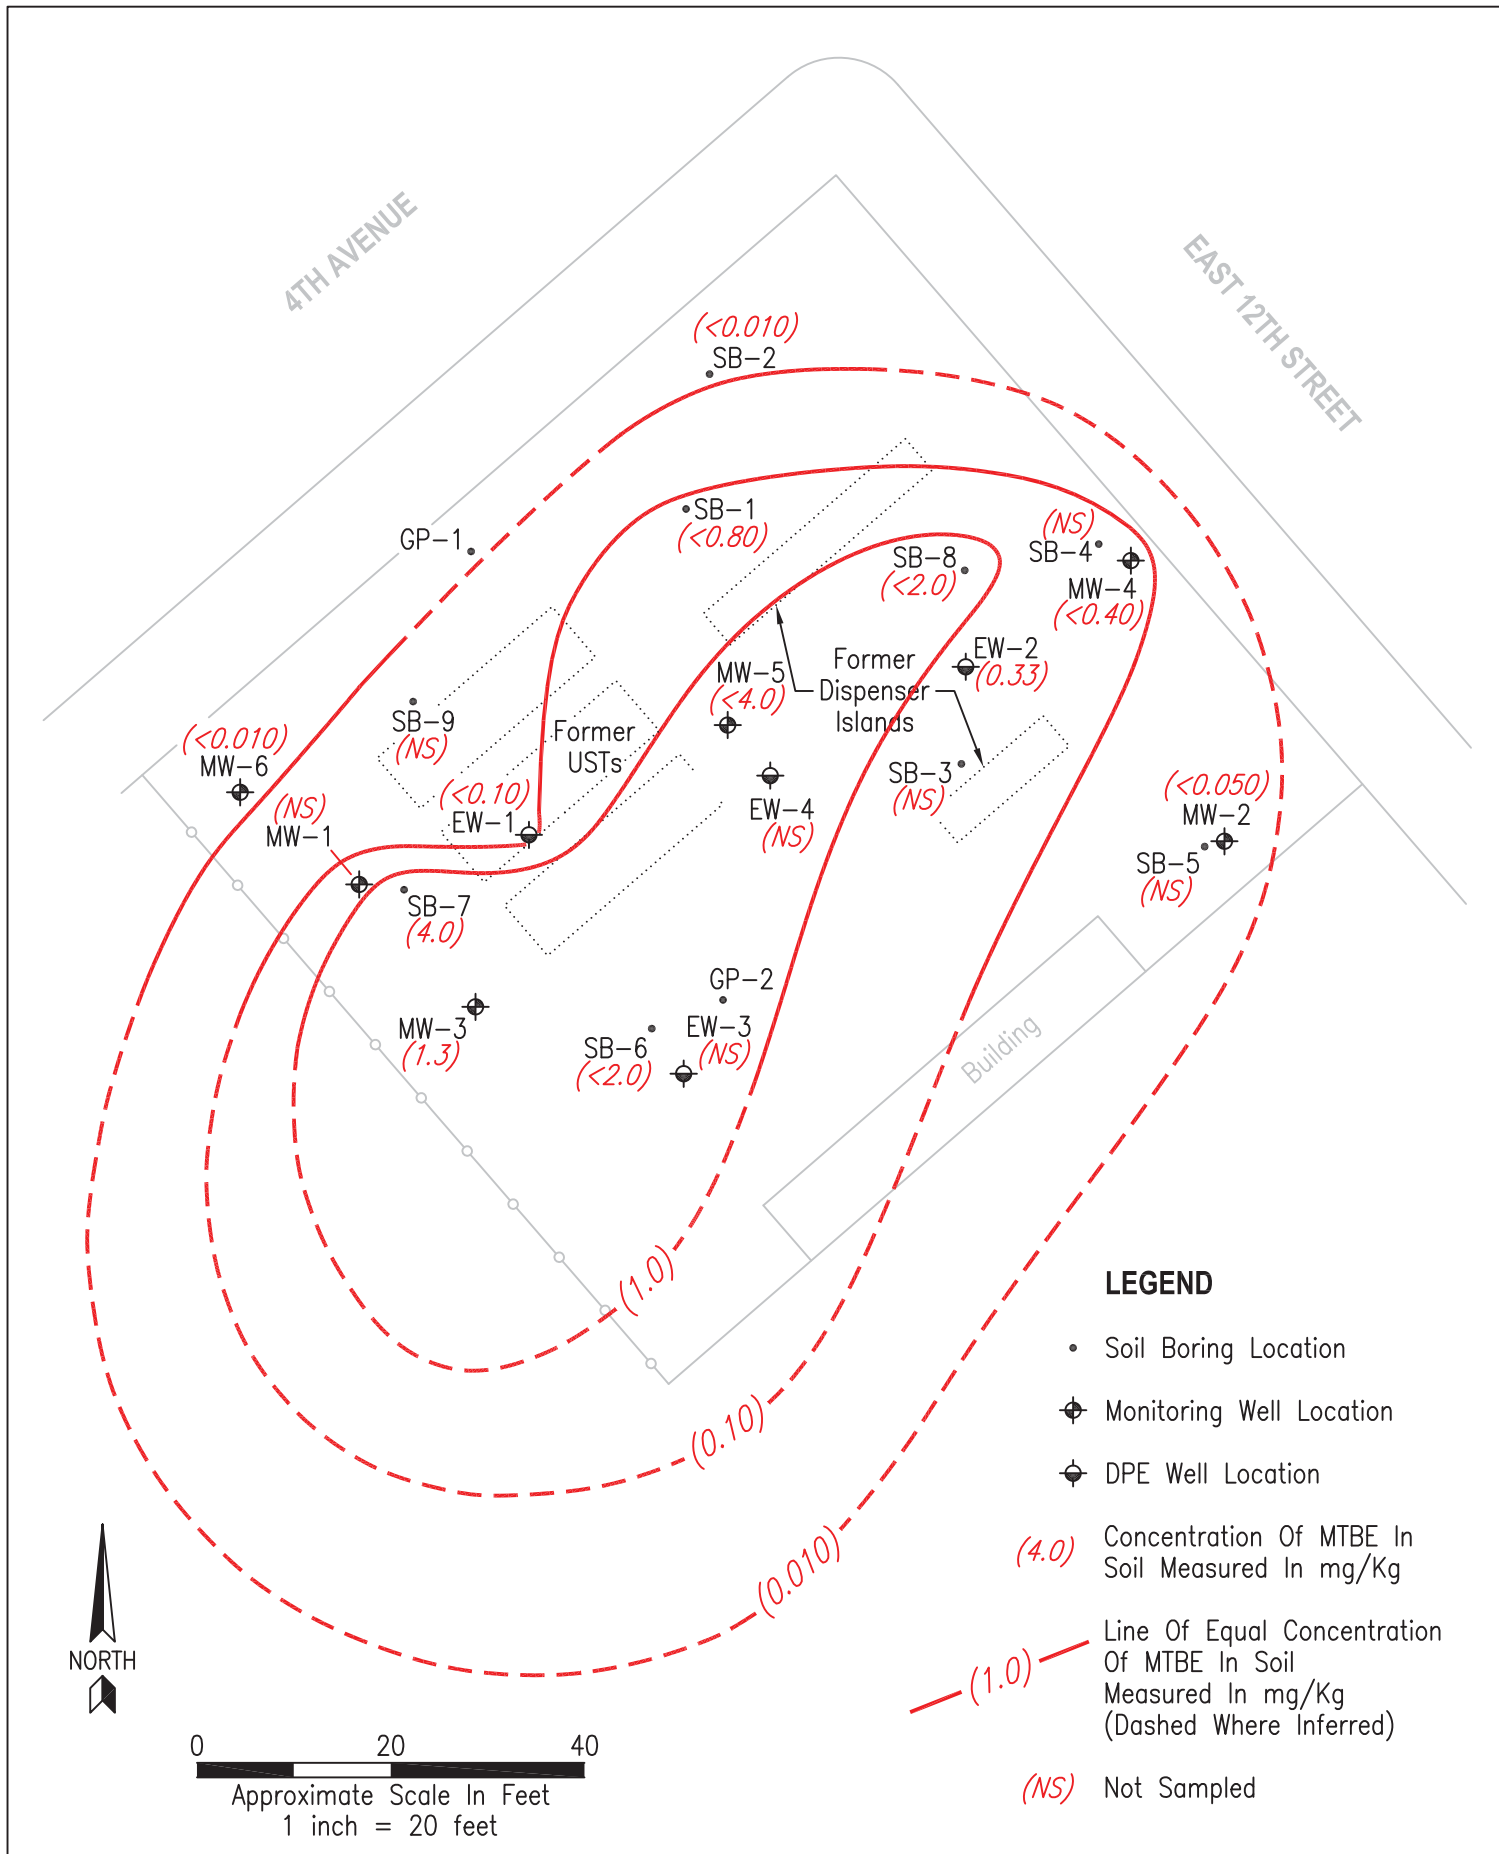 4TH AVENUE
EAST 12TH STREET
(<0.010)
SB-2
SB-1
(<0.80)
GP-1
(NS)
SB-4
MW-4
(<0.40)
SB-8
(<2.0)
EW-2
(0.33)
Former
Dispenser
Islands
MW-5
(<4.0)
SB-9
(NS)
Former
USTs
(<0.010)
MW-6
(NS)
MW-1
(<0.10)
EW-1
EW-4
(NS)
SB-3
(NS)
(<0.050)
MW-2
SB-5
(NS)
SB-7
(4.0)
MW-3
(1.3)
GP-2
EW-3
(NS)
SB-6
(<2.0)
Building
(1.0)
(0.10)
(0.010)
LEGEND
Soil Boring Location
Monitoring Well Location
DPE Well Location
(4.0) Concentration Of MTBE In
Soil Measured In mg/Kg
(1.0) Line Of Equal Concentration
Of MTBE In Soil
Measured In mg/Kg
(Dashed Where Inferred)
(NS) Not Sampled
NORTH
0 20 40
Approximate Scale In Feet
1 inch = 20 feet